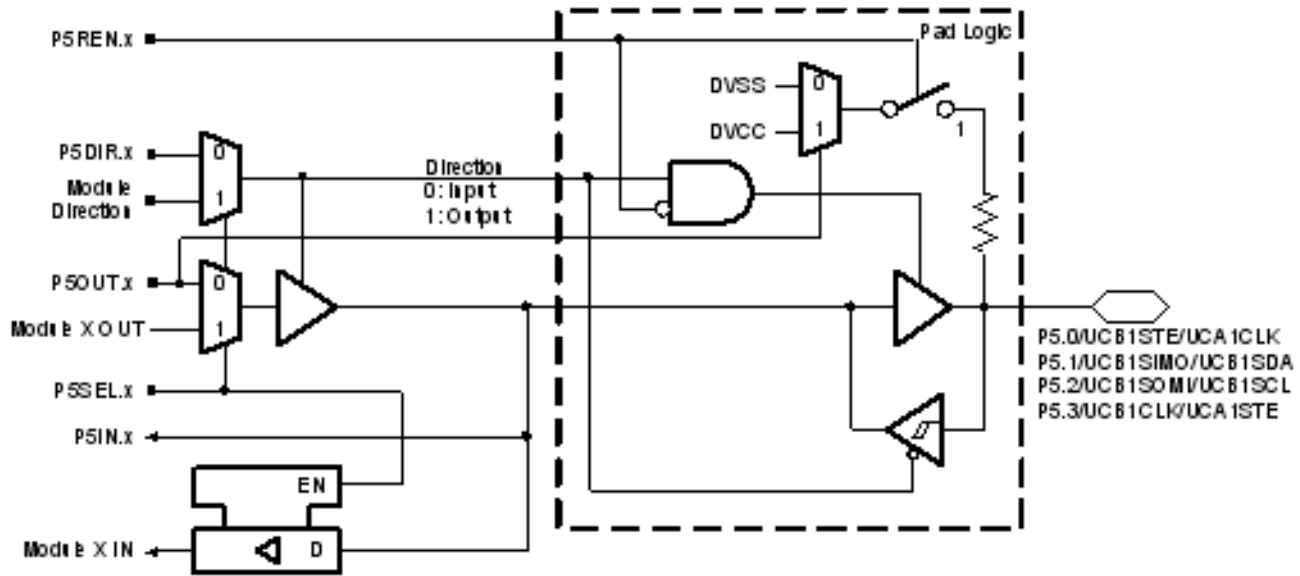 P5REN.x
Pad Logic
DVSS
0
DVCC
1
1
P5DIR.x
0
Module
Direction
1
Direction
0: Input
1: Output
P5OUT.x
0
Module X OUT
1
P5.0/UCB1STE/UCA1CLK
P5.1/UCB1SIMO/UCB1SDA
P5.2/UCB1SOMI/UCB1SCL
P5.3/UCB1CLK/UCA1STE
P5SEL.x
P5IN.x
EN
Module X IN
D